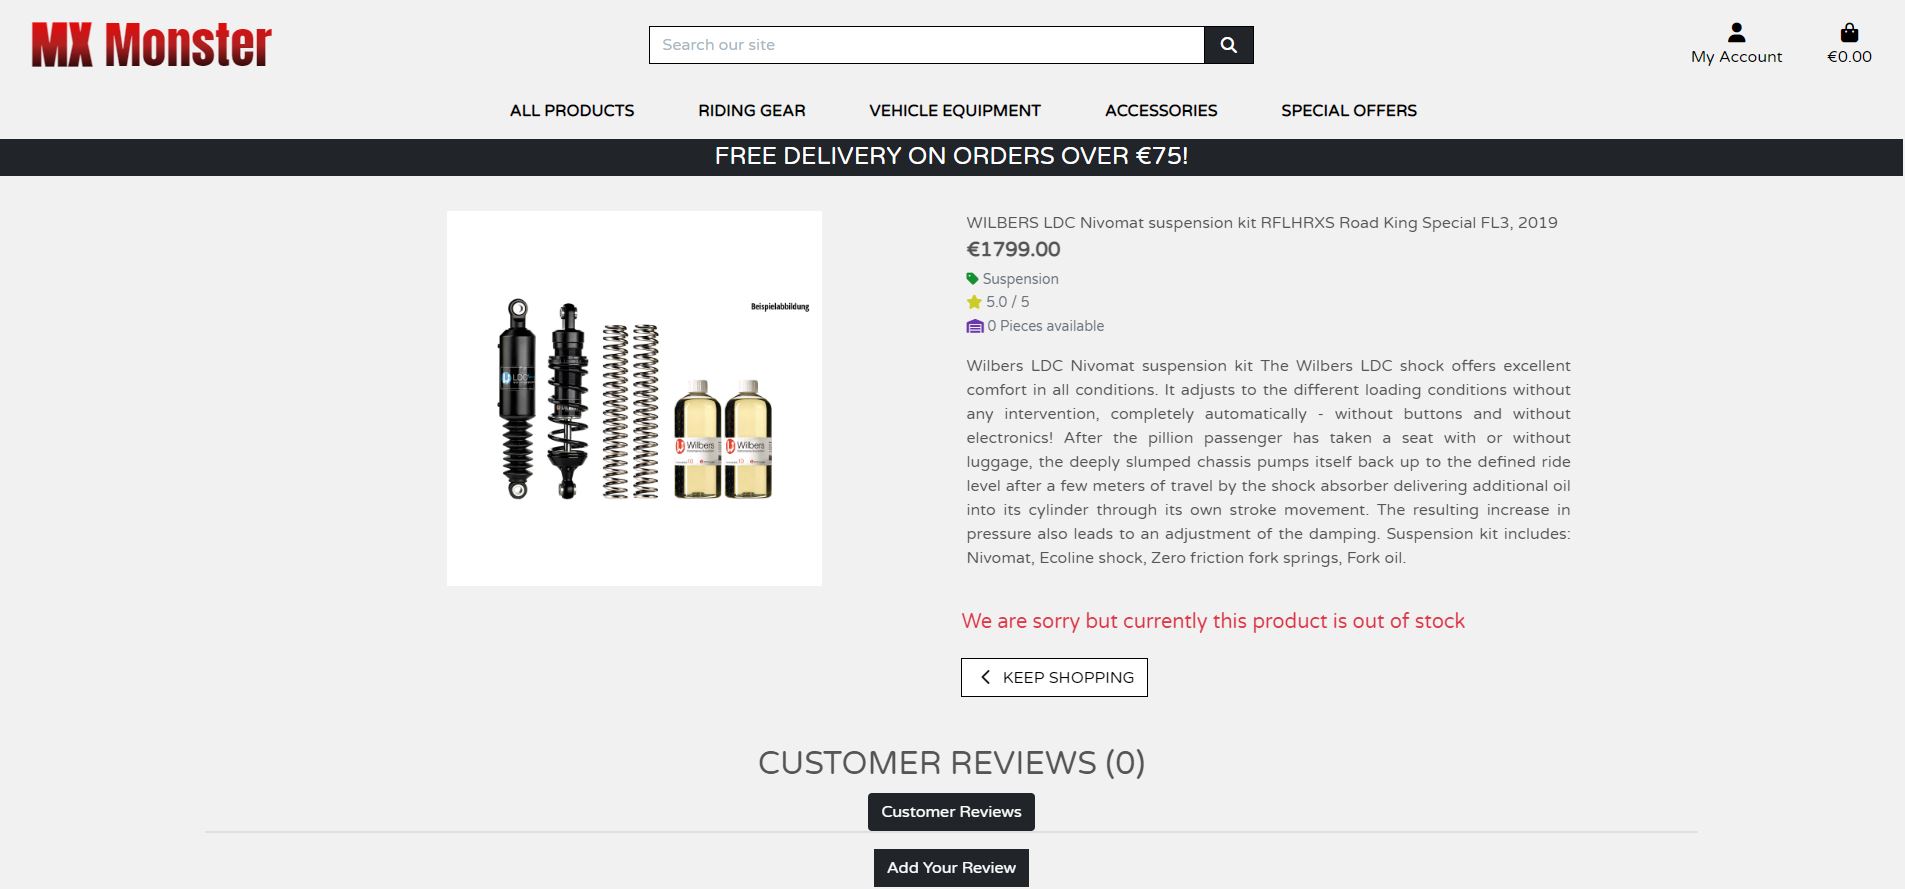 MX Monster
Search our site
My Account
€0.00
ALL PRODUCTS
RIDING GEAR
VEHICLE EQUIPMENT
ACCESSORIES
SPECIAL OFFERS
FREE DELIVERY ON ORDERS OVER €75!
Beispielabbildung
LDC
Wilbers
Wilbers
WILBERS LDC Nivomat suspension kit RFLHRXS Road King Special FL3, 2019
€1799.00
Suspension
5.0 / 5
0 Pieces available
Wilbers LDC Nivomat suspension kit The Wilbers LDC shock offers excellent
comfort in all conditions. It adjusts to the different loading conditions without
any intervention, completely automatically - without buttons and without
electronics! After the pillion passenger has taken a seat with or without
luggage, the deeply slumped chassis pumps itself back up to the defined ride
level after a few meters of travel by the shock absorber delivering additional oil
into its cylinder through its own stroke movement. The resulting increase in
pressure also leads to an adjustment of the damping. Suspension kit includes:
Nivomat, Ecoline shock, Zero friction fork springs, Fork oil.
We are sorry but currently this product is out of stock
KEEP SHOPPING
CUSTOMER REVIEWS (0)
Customer Reviews
Add Your Review